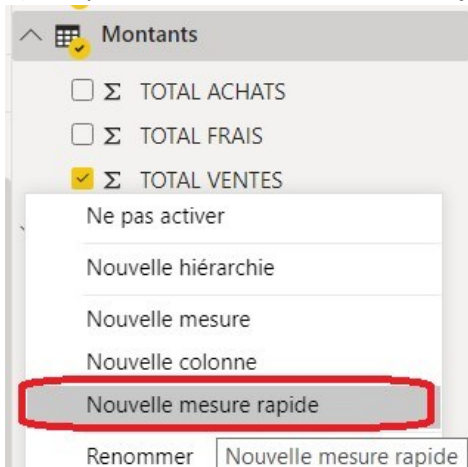 Montants
Σ TOTAL ACHATS
Σ TOTAL FRAIS
Σ TOTAL VENTES
Ne pas activer
Nouvelle hiérarchie
Nouvelle mesure
Nouvelle colonne
Nouvelle mesure rapide
Renommer Nouvelle mesure rapide